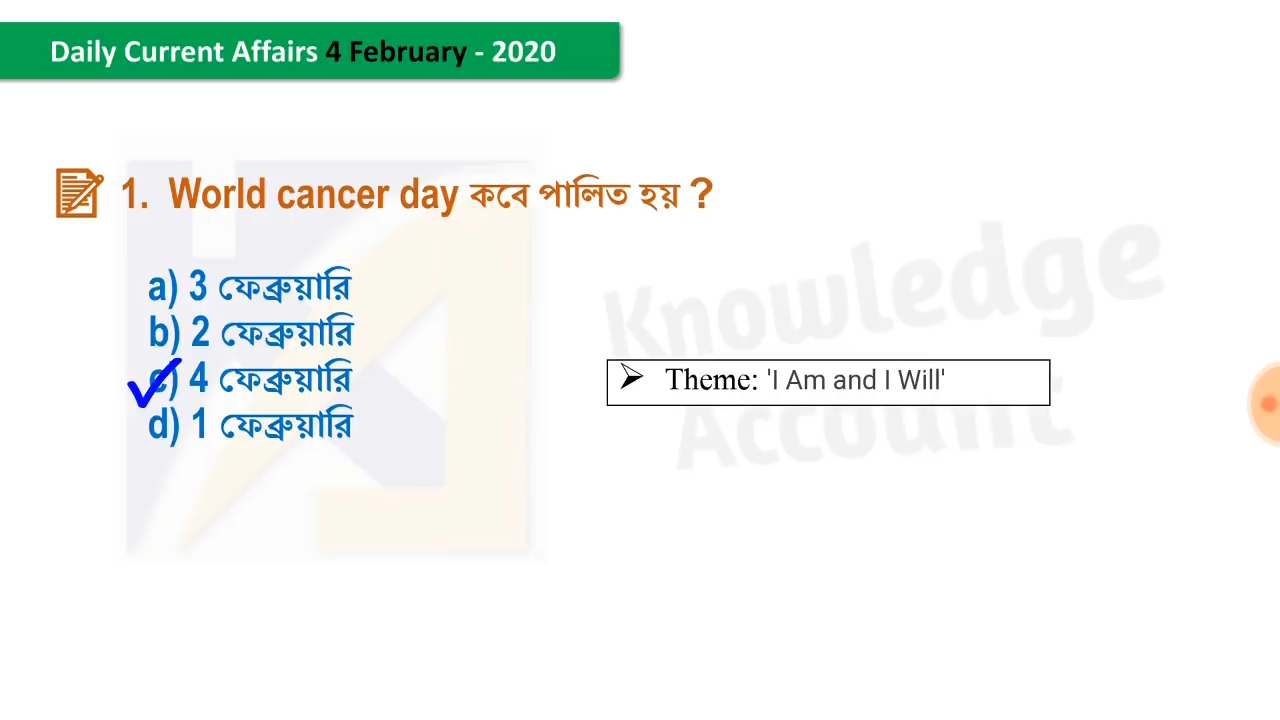 Daily Current Affairs 4 February - 2020
1. World cancer day কবে পালিত হয় ?
a) 3 ফেব্রুয়ারি
b) 2 ফেব্রুয়ারি
c) 4 ফেব্রুয়ারি
d) 1 ফেব্রুয়ারি
Theme: 'I Am and I Will'
Knowledge
Account